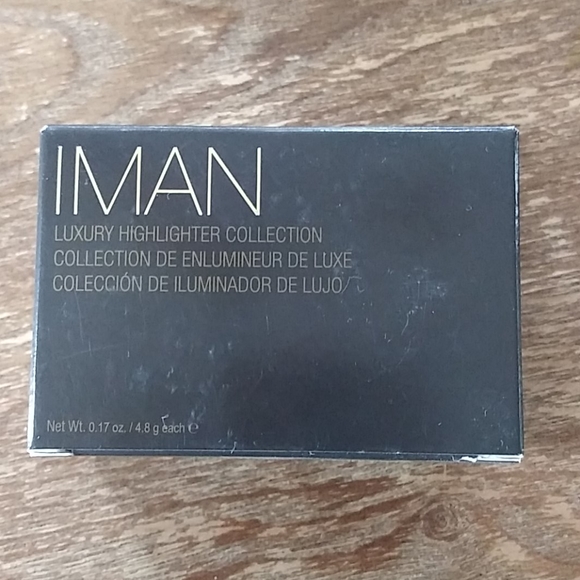 IMAN
LUXURY HIGHLIGHTER COLLECTION
COLLECTION DE ENLUMINEUR DE LUXE
COLECCIÓN DE ILUMINADOR DE LUJO
Net Wt. 0.17 oz. / 4.8 g each ℮